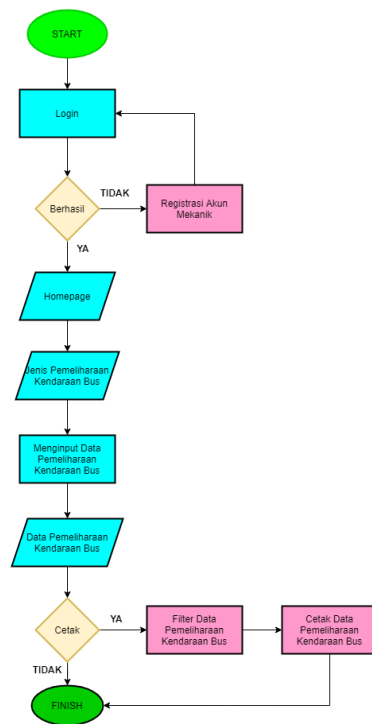 START
Login
Berhasil
TIDAK
Registrasi Akun
Mekanik
YA
Homepage
Jenis Pemeliharaan
Kendaraan Bus
Menginput Data
Pemeliharaan
Kendaraan Bus
Data Pemeliharaan
Kendaraan Bus
Cetak
YA
Filter Data
Pemeliharaan
Kendaraan Bus
Cetak Data
Pemeliharaan
Kendaraan Bus
TIDAK
FINISH